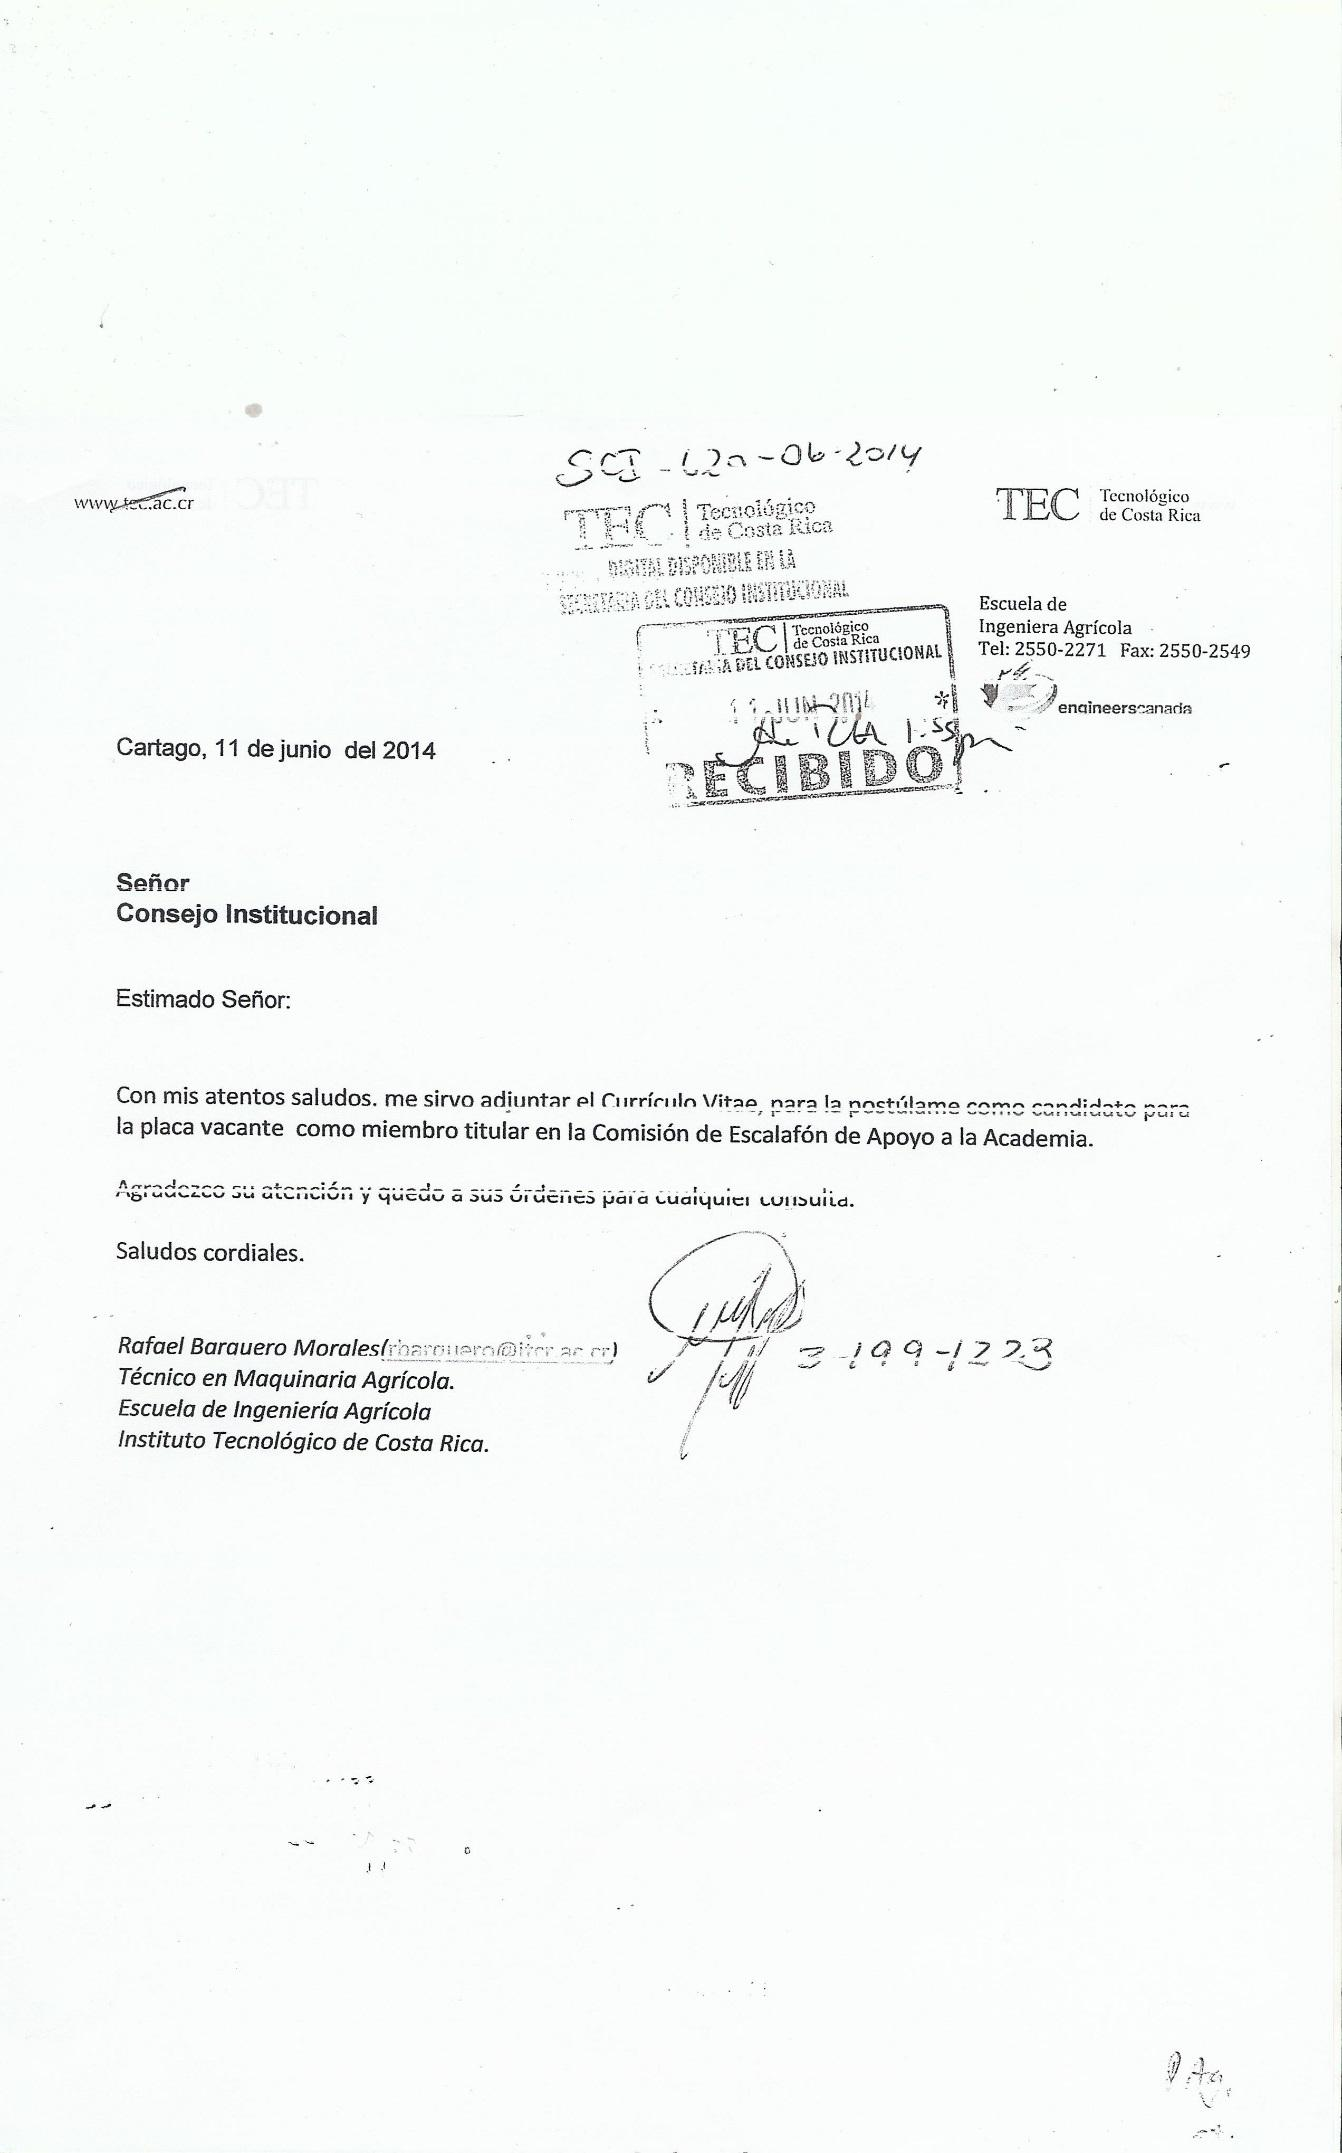 SCI - -06-2014
www.tec.ac.cr
TEC | Tecnológico
de Costa Rica
DIGITAL DISPONIBLE EN LA
SECRETARIA DEL CONSEJO INSTITUCIONAL
TEC Tecnológico
de Costa Rica
Escuela de
Ingeniera Agrícola
Tel: 2550-2271 Fax: 2550-2549
engineerscanada
TEC | Tecnológico
de Costa Rica
DEL CONSEJO INSTITUCIONAL
11 JUN 2014 *
1:55pm
RECIBIDO
Cartago, 11 de junio del 2014
Señor
Consejo Institucional
Estimado Señor:
Con mis atentos saludos. me sirvo adjuntar el Currículo Vitae, para la postúlame como candidato para
la placa vacante como miembro titular en la Comisión de Escalafón de Apoyo a la Academia.
Agradezco su atención y quedo a sus órdenes para cualquier consulta.
Saludos cordiales.
Rafael Barquero Morales(rbarquero@itcr.ac.cr)
3-199-1223
Técnico en Maquinaria Agrícola.
Escuela de Ingeniería Agrícola
Instituto Tecnológico de Costa Rica.